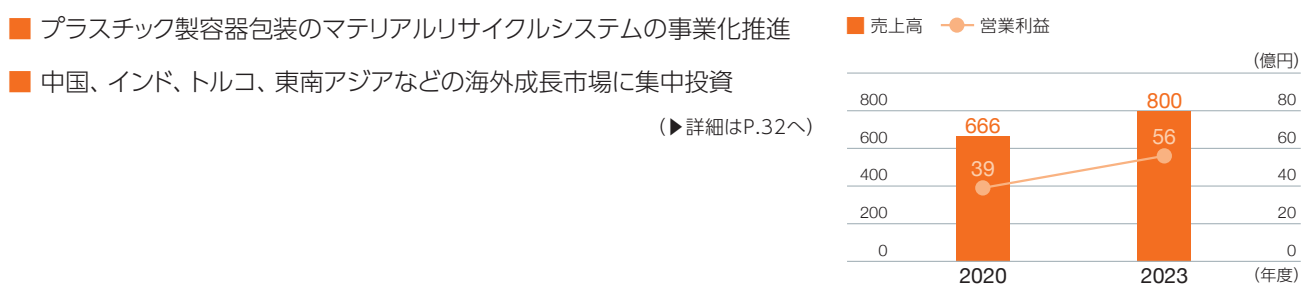 ■ プラスチック製容器包装のマテリアルリサイクルシステムの事業化推進
■ 中国、インド、トルコ、東南アジアなどの海外成長市場に集中投資
(▶詳細はP.32へ)
■ 売上高 ● 営業利益
(億円)
800 800 80
666
600 56 60
400 39 40
200 20
0 0
2020 2023 (年度)